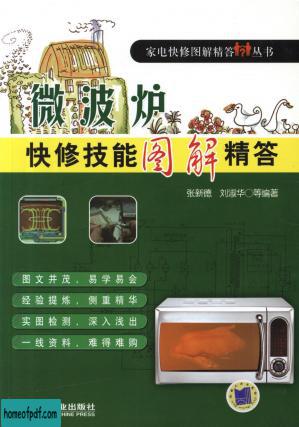 家电快修图解精答丛书
微波炉
快修技能图解精答
张新德 刘淑华◎等编著
图文并茂，易学易会
经验提炼，侧重精华
实图检测，深入浅出
一线资料，难得难购
业出版社
HINE PRESS
homeofpdf.com
homeofpdf.com